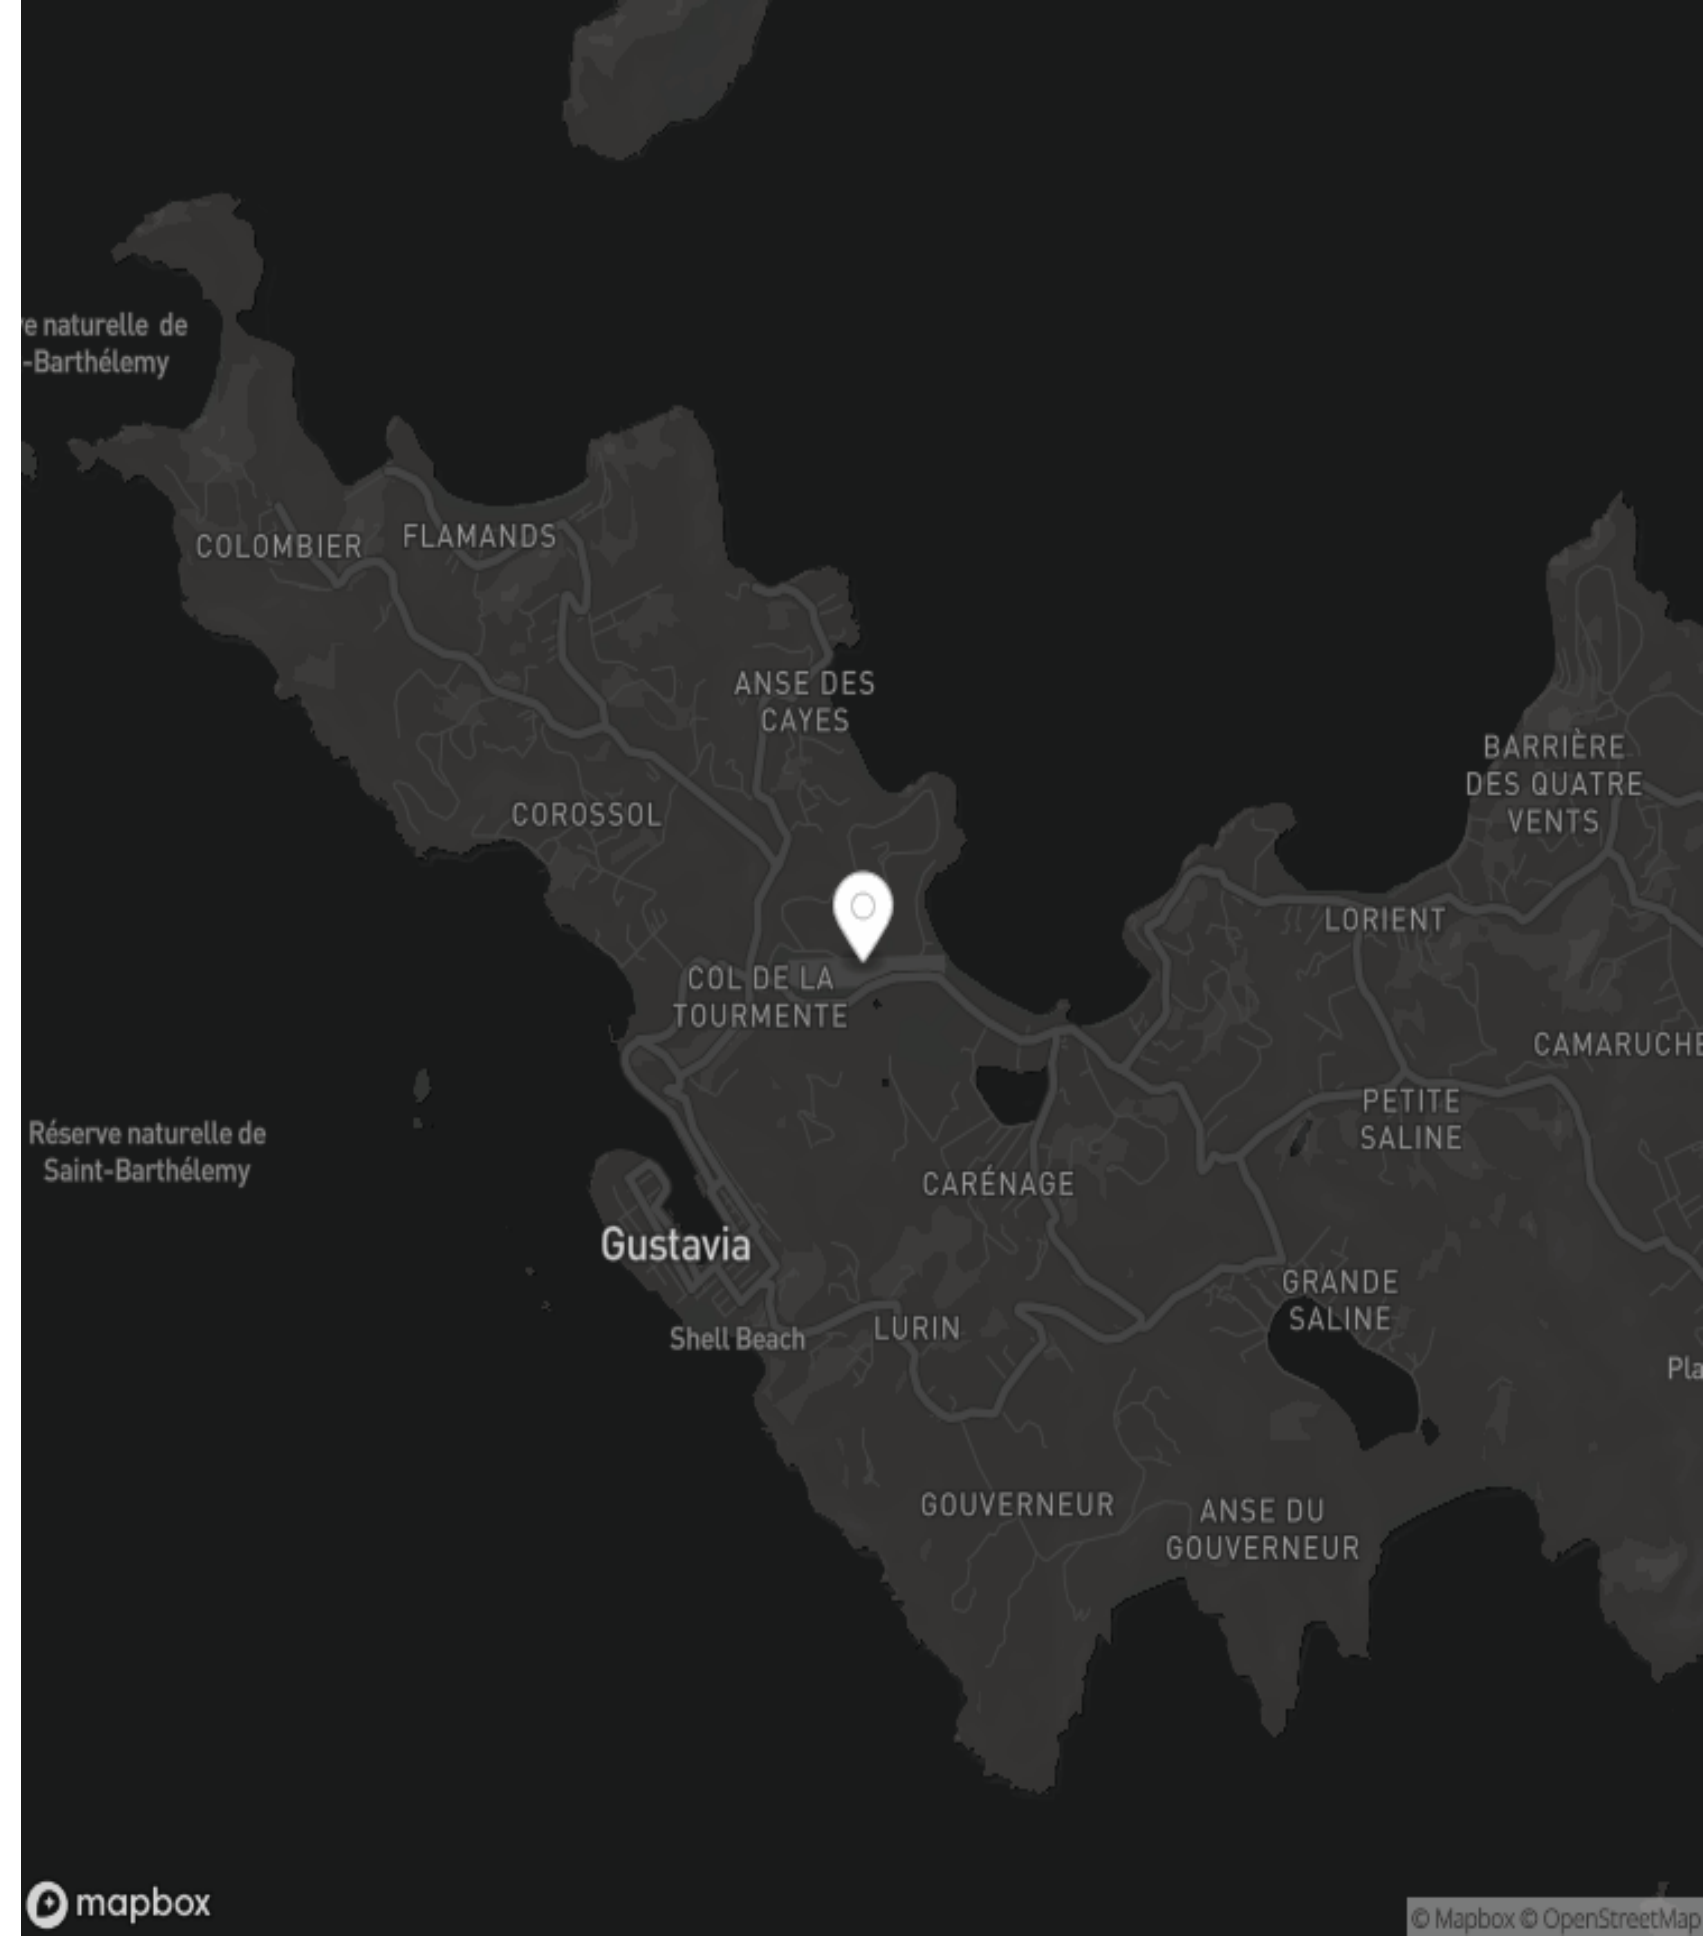 e naturelle de
-Barthélemy
COLOMBIER
FLAMANDS
ANSE DES
CAYES
BARRIÈRE
DES QUATRE
VENTS
COROSSOL
LORIENT
COL DE LA
TOURMENTE
CAMARUCHE
PETITE
SALINE
Réserve naturelle de
Saint-Barthélemy
CARÉNAGE
Gustavia
GRANDE
SALINE
LURIN
Shell Beach
Pla
GOUVERNEUR
ANSE DU
GOUVERNEUR
mapbox
© Mapbox © OpenStreetMap